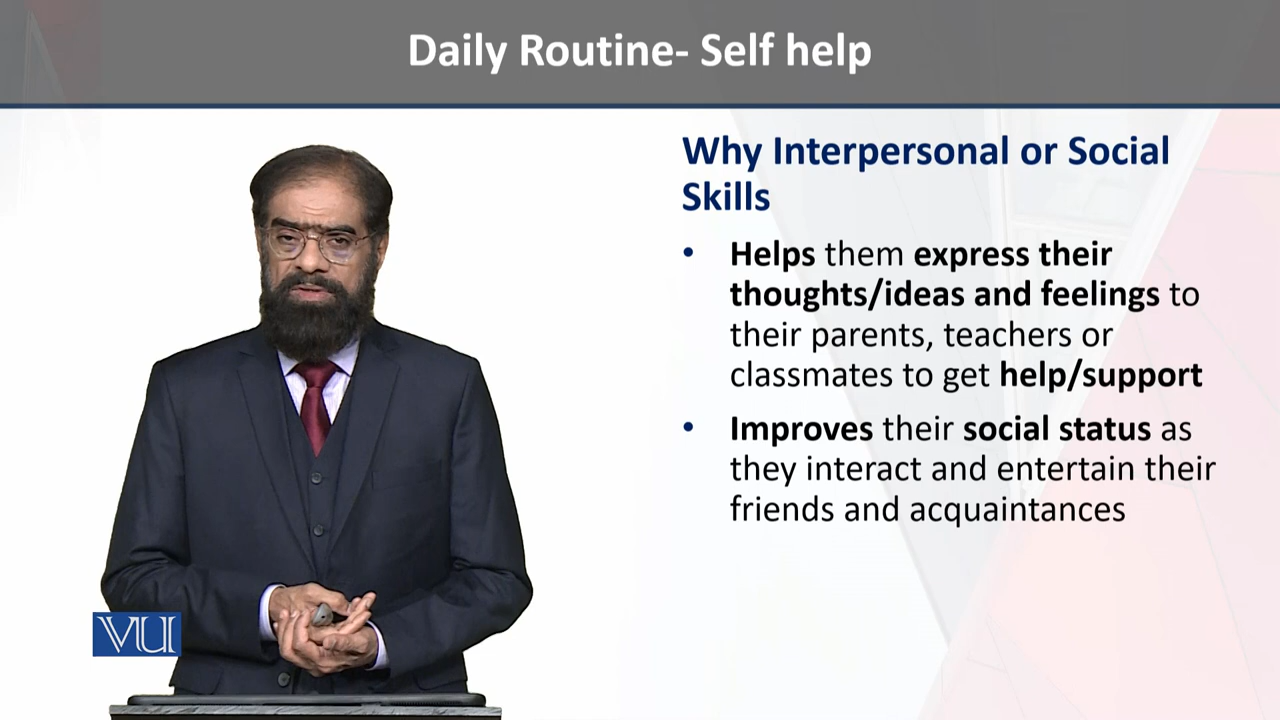 Daily Routine- Self help
Why Interpersonal or Social
Skills
• Helps them express their
thoughts/ideas and feelings to
their parents, teachers or
classmates to get help/support
• Improves their social status as
they interact and entertain their
friends and acquaintances
VU